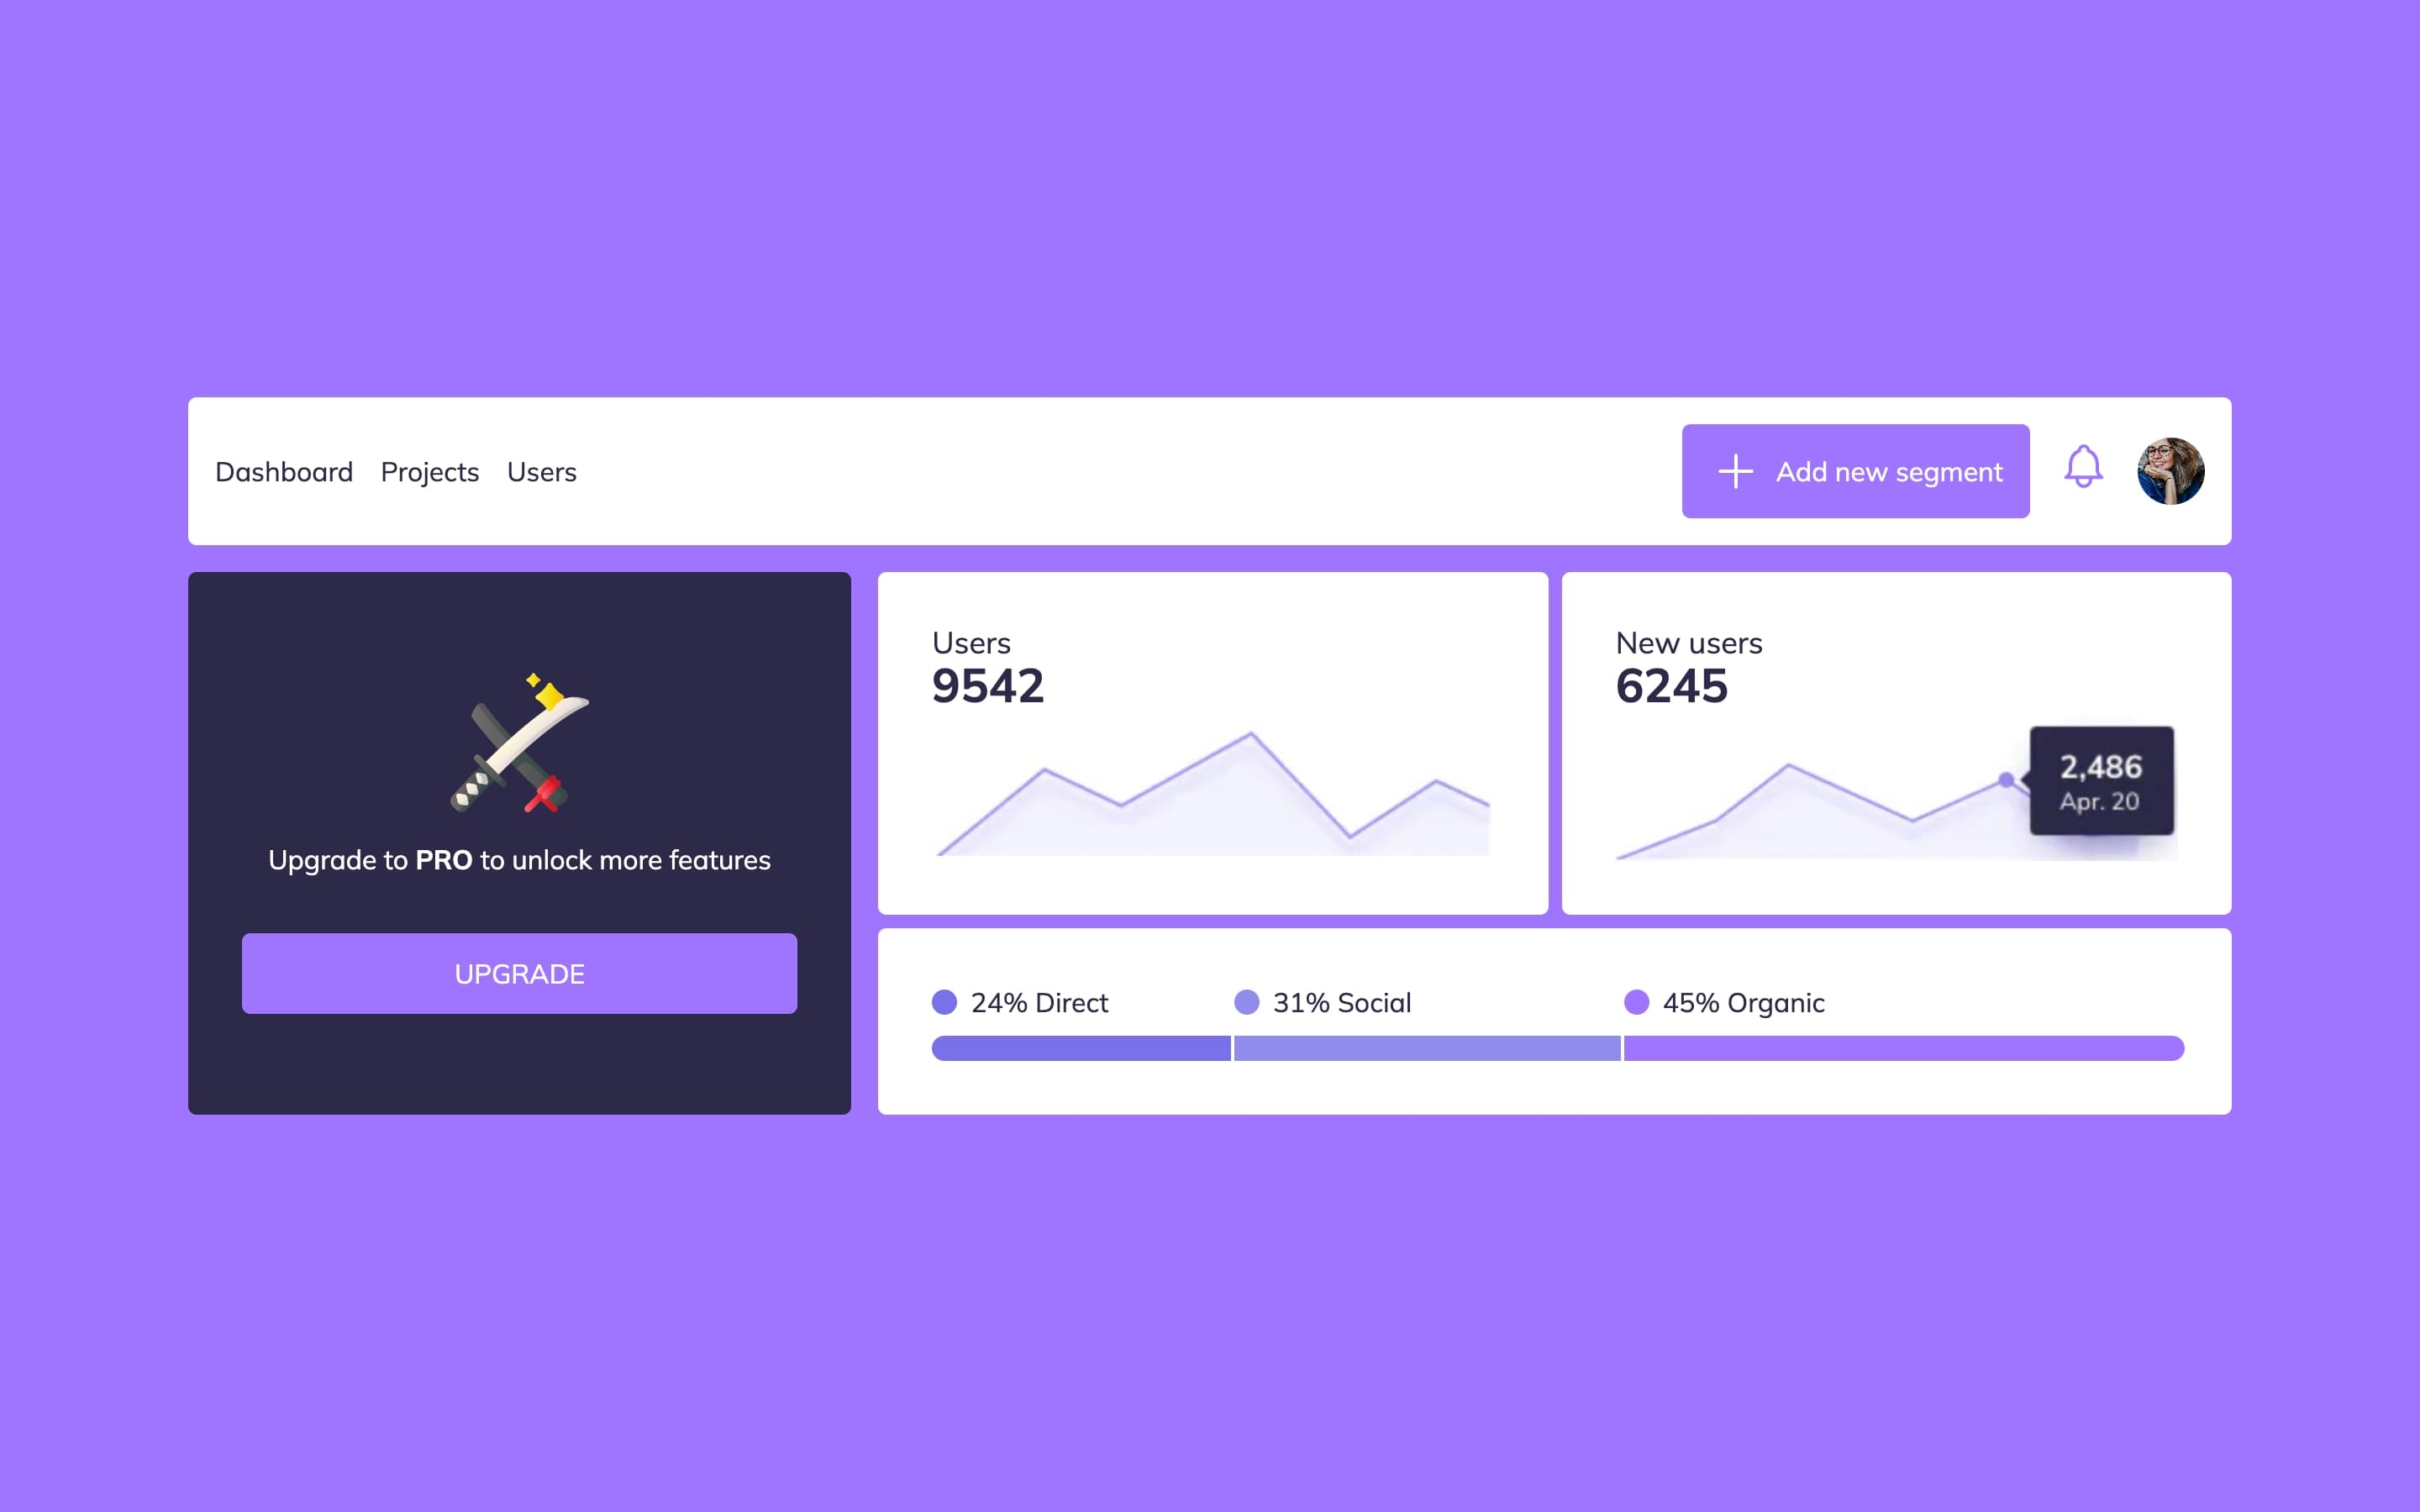 Dashboard Projects Users
Add new segment
Upgrade to PRO to unlock more features
UPGRADE
Users
9542
New users
6245
2,486
Apr. 20
24% Direct
31% Social
45% Organic